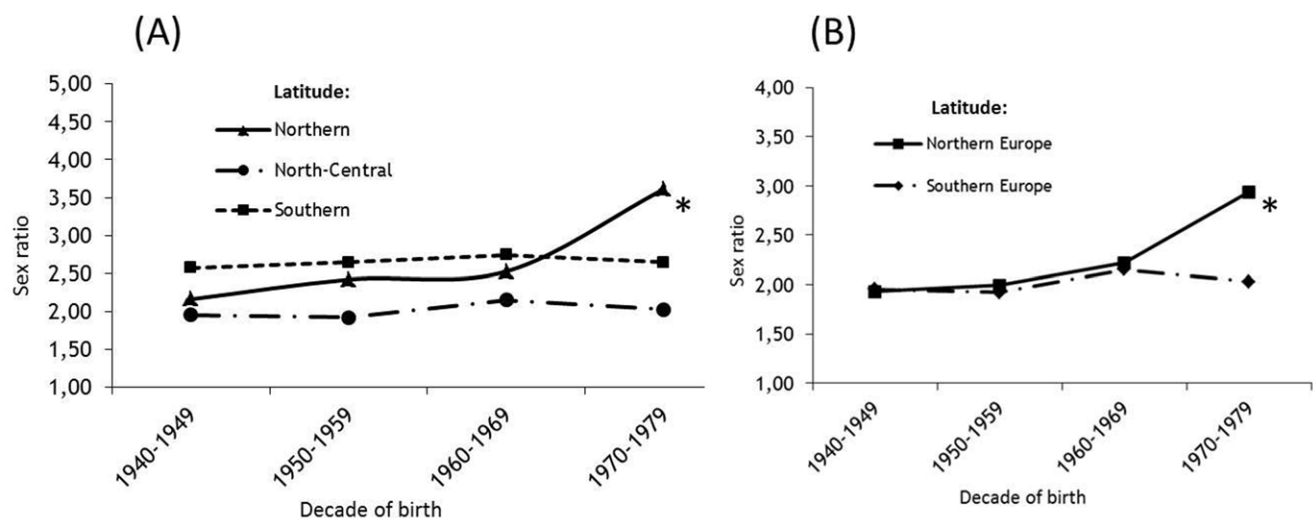 (A)
5,00
4,50
4,00
3,50
3,00
2,50
2,00
1,50
1,00
Sex ratio
Latitude:
Northern
North-Central
Southern
*
1940-1949
1950-1959
1960-1969
1970-1979
Decade of birth
(B)
4,00
3,50
3,00
2,50
2,00
1,50
1,00
Sex ratio
Latitude:
Northern Europe
Southern Europe
*
1940-1949
1950-1959
1960-1969
1970-1979
Decade of birth